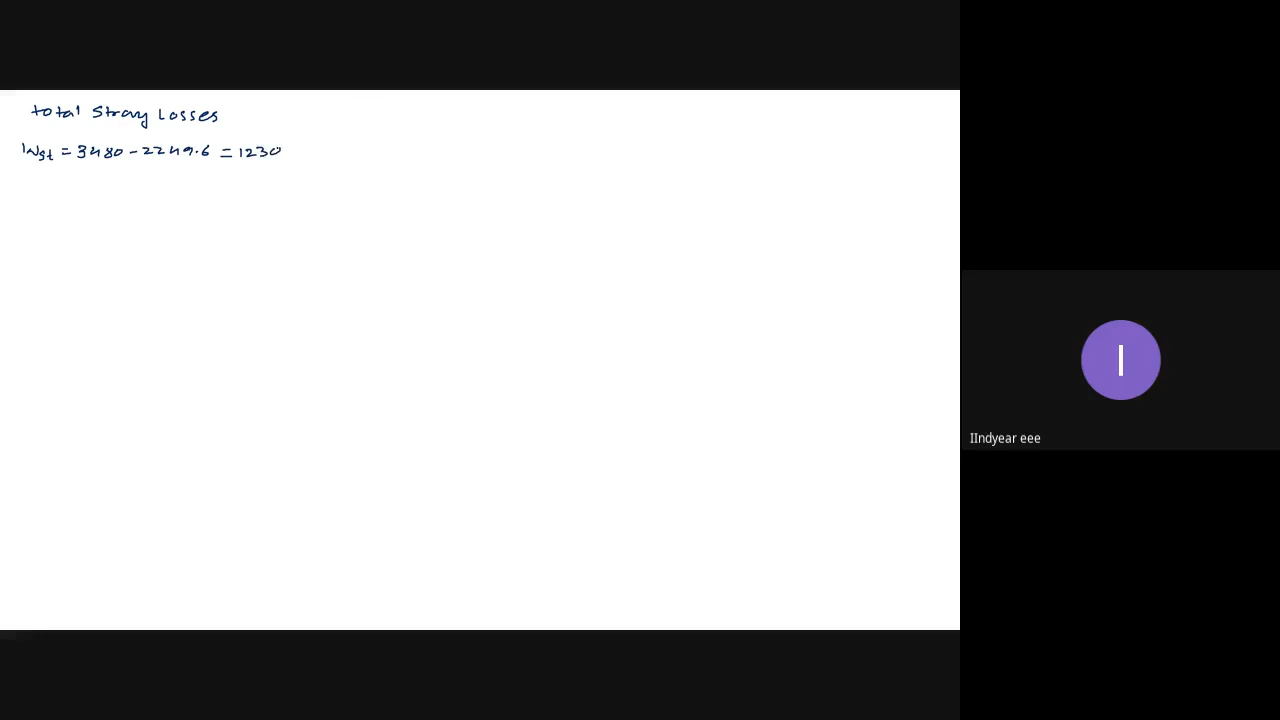 total Stray Losses
Wst = 3480 - 2249.6 = 1230
I
IIndyear eee